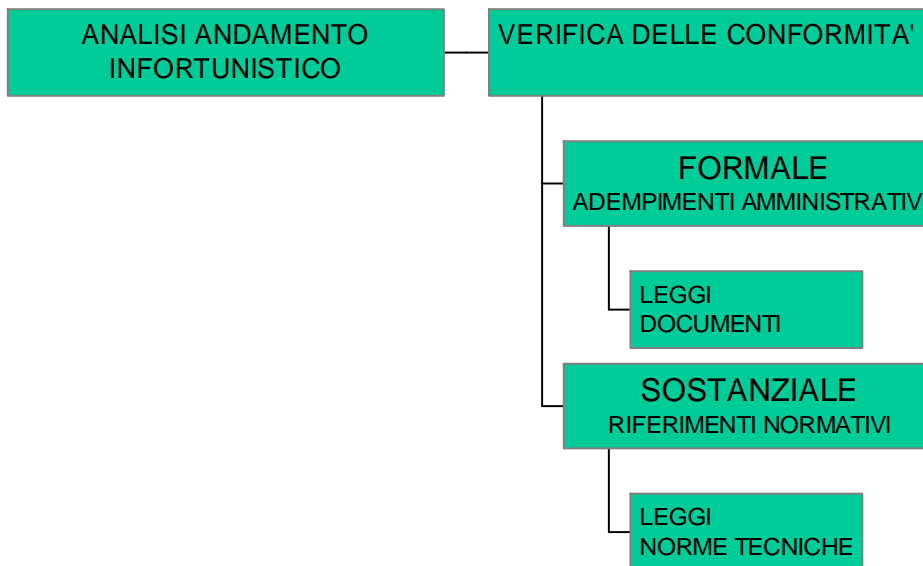 ANALISI ANDAMENTO
INFORTUNISTICO
VERIFICA DELLE CONFORMITA'
FORMALE
ADEMPIMENTI AMMINISTRATIV
LEGGI
DOCUMENTI
SOSTANZIALE
RIFERIMENTI NORMATIVI
LEGGI
NORME TECNICHE